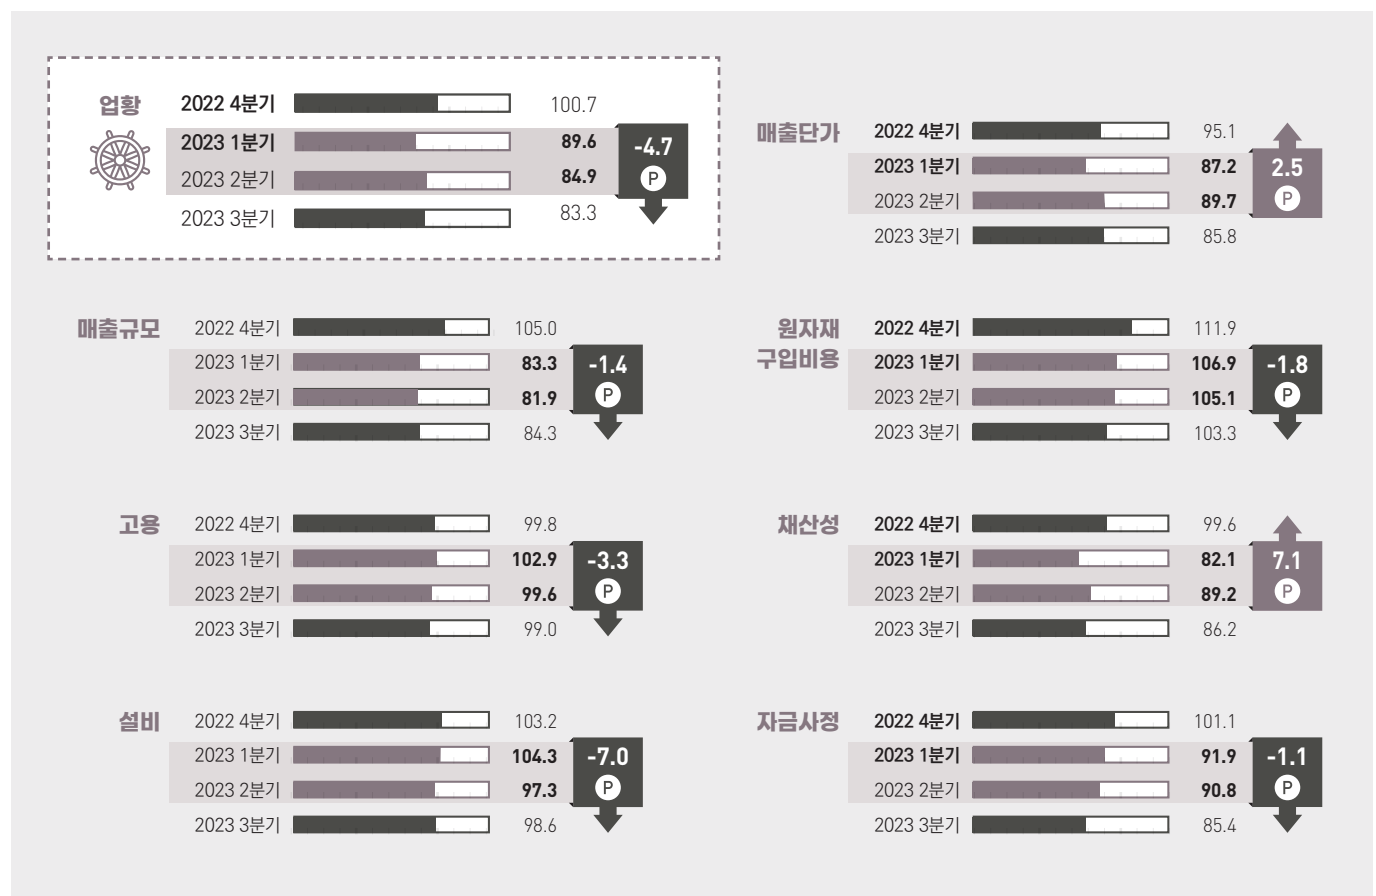 업황
2022 4분기 100.7
2023 1분기 89.6
2023 2분기 84.9
2023 3분기 83.3
-4.7
P
매출단가
2022 4분기 95.1
2023 1분기 87.2
2023 2분기 89.7
2023 3분기 85.8
2.5
P
매출규모
2022 4분기 105.0
2023 1분기 83.3
2023 2분기 81.9
2023 3분기 84.3
-1.4
P
원자재
구입비용
2022 4분기 111.9
2023 1분기 106.9
2023 2분기 105.1
2023 3분기 103.3
-1.8
P
고용
2022 4분기 99.8
2023 1분기 102.9
2023 2분기 99.6
2023 3분기 99.0
-3.3
P
채산성
2022 4분기 99.6
2023 1분기 82.1
2023 2분기 89.2
2023 3분기 86.2
7.1
P
설비
2022 4분기 103.2
2023 1분기 104.3
2023 2분기 97.3
2023 3분기 98.6
-7.0
P
자금사정
2022 4분기 101.1
2023 1분기 91.9
2023 2분기 90.8
2023 3분기 85.4
-1.1
P